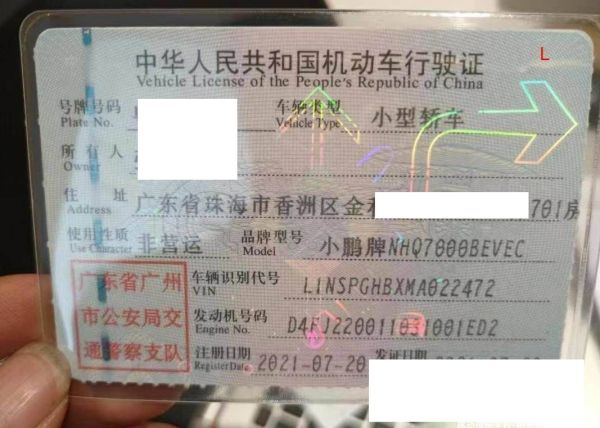 L
中华人民共和国机动车行驶证
Vehicle License of the People's Republic of China
号牌号码 车辆类型 小型轿车
Plate No. Vehicle Type
所有人
Owner
住址 广东省珠海市香洲区金 701房
Address
使用性质 非营运 品牌型号 小鹏牌NHQ7000BEVEC
Use Character Model
广东省广州 车辆识别代号 L1NSPGHBXMA022472
VIN
市公安局交 发动机号码 D4FJ220011031001ED2
Engine No.
通警察支队 注册日期 2021-07-20 发证日期
Register Date